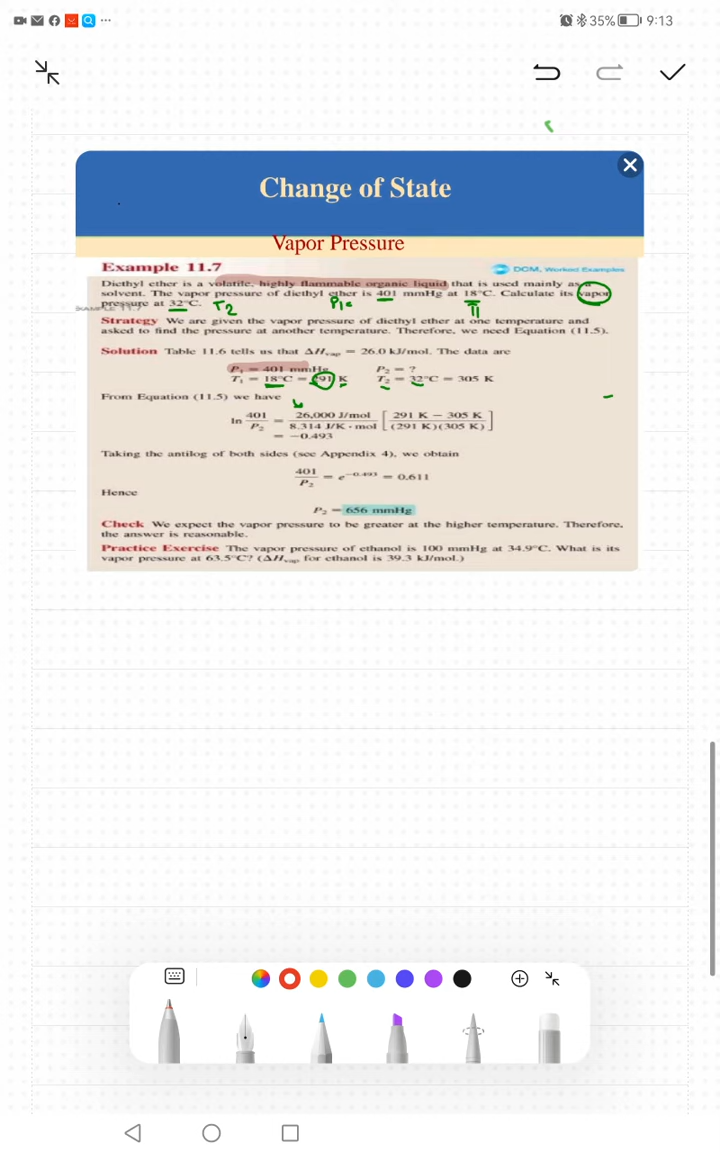 35% 9:13
Change of State
Vapor Pressure
Example 11.7 DCM, Worked Examples
Diethyl ether is a volatile, highly flammable organic liquid that is used mainly as a
solvent. The vapor pressure of diethyl ether is 401 mmHg at 18°C. Calculate its vapor
pressure at 32°C. T2 P1 T1
Strategy We are given the vapor pressure of diethyl ether at one temperature and
asked to find the pressure at another temperature. Therefore, we need Equation (11.5).
Solution Table 11.6 tells us that ΔHvap = 26.0 kJ/mol. The data are
P₁ = 401 mmHg P₂ = ?
T₁ = 18°C = 291 K T₂ = 32°C = 305 K
From Equation (11.5) we have
ln 401/P₂ = 26,000 J/mol / 8.314 J/K · mol [291 K − 305 K / (291 K)(305 K)]
= −0.493
Taking the antilog of both sides (see Appendix 4), we obtain
401/P₂ = e^−0.493 = 0.611
Hence
P₂ = 656 mmHg
Check We expect the vapor pressure to be greater at the higher temperature. Therefore,
the answer is reasonable.
Practice Exercise The vapor pressure of ethanol is 100 mmHg at 34.9°C. What is its
vapor pressure at 63.5°C? (ΔHvap for ethanol is 39.3 kJ/mol.)